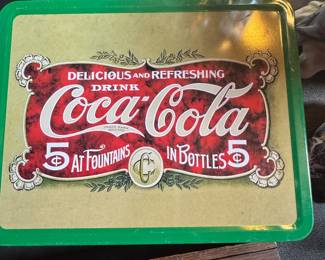 DELICIOUS AND REFRESHING
DRINK
Coca-Cola
5¢ AT FOUNTAINS IN BOTTLES 5¢